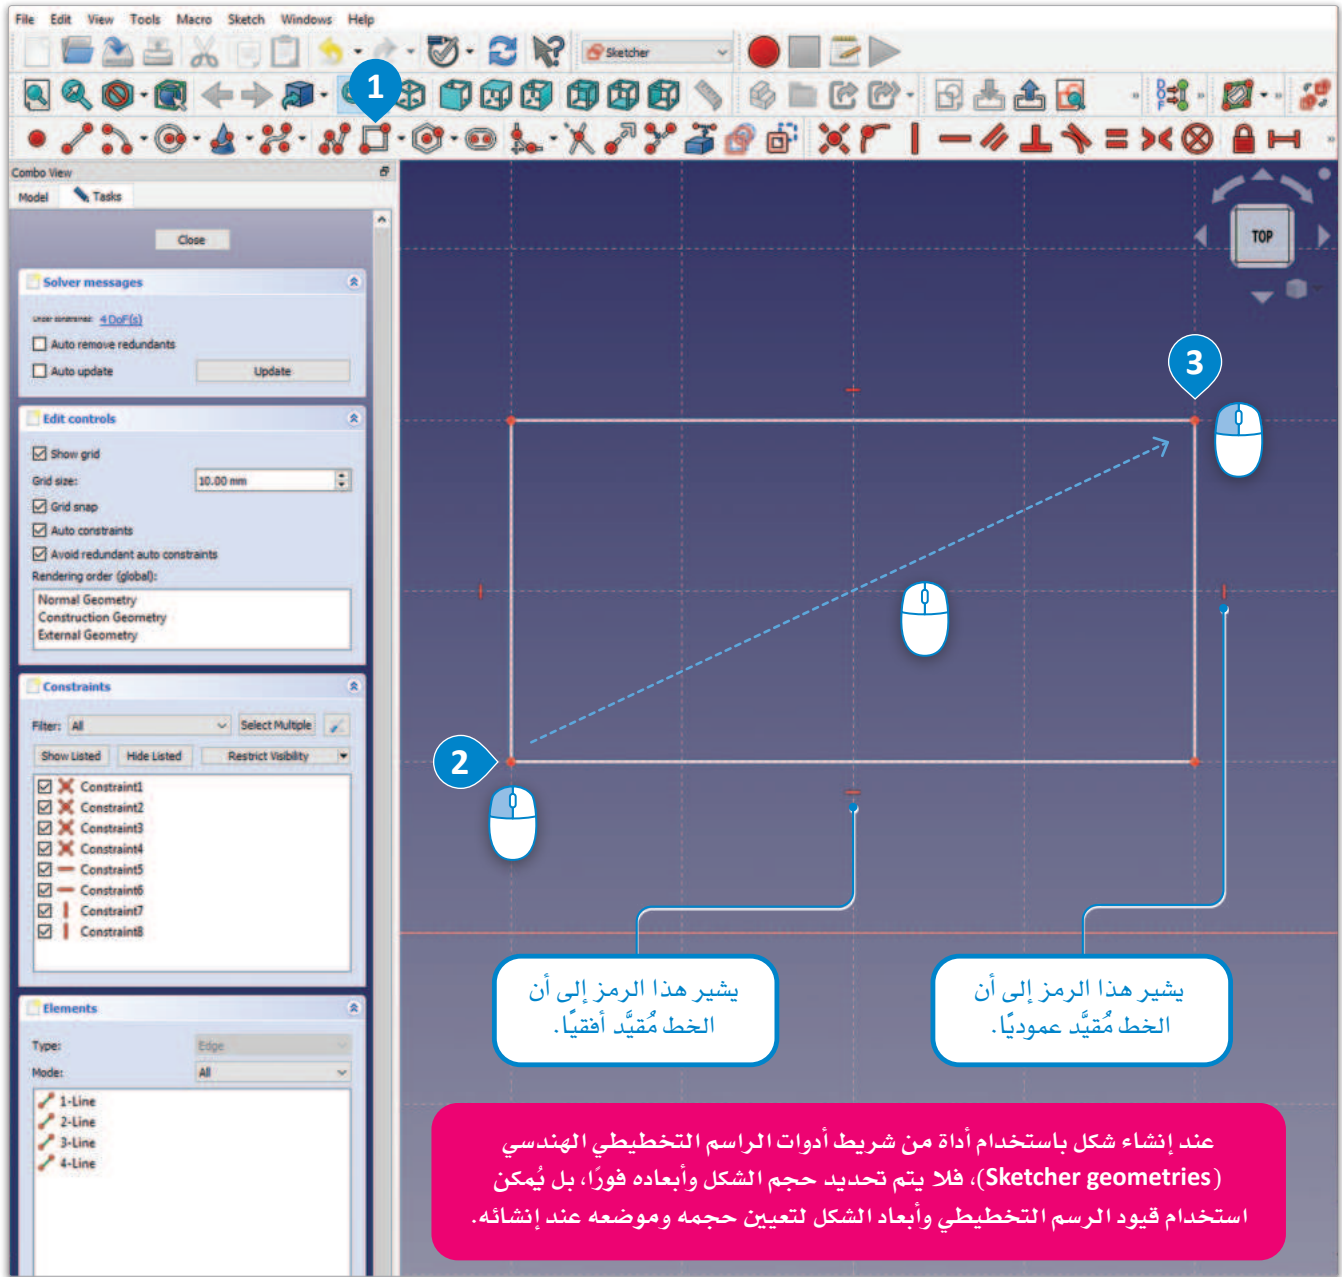 File Edit View Tools Macro Sketch Windows Help
Sketcher
1
Combo View
Model Tasks
Close
Solver messages
Under constrained: 4 DoF(s)
Auto remove redundants
Auto update Update
Edit controls
Show grid
Grid size: 10.00 mm
Grid snap
Auto constraints
Avoid redundant auto constraints
Rendering order (global):
Normal Geometry
Construction Geometry
External Geometry
Constraints
Filter: All Select Multiple
Show Listed Hide Listed Restrict Visibility
Constraint1
Constraint2
Constraint3
Constraint4
Constraint5
Constraint6
Constraint7
Constraint8
Elements
Type: Edge
Mode: All
1-Line
2-Line
3-Line
4-Line
TOP
3
2
يشير هذا الرمز إلى أن
الخط مُقيَّد عموديًا.
يشير هذا الرمز إلى أن
الخط مُقيَّد أفقيًا.
عند إنشاء شكل باستخدام أداة من شريط أدوات الراسم التخطيطي الهندسي
(Sketcher geometries)، فلا يتم تحديد حجم الشكل وأبعاده فورًا، بل يُمكن
استخدام قيود الرسم التخطيطي وأبعاد الشكل لتعيين حجمه وموضعه عند إنشائه.